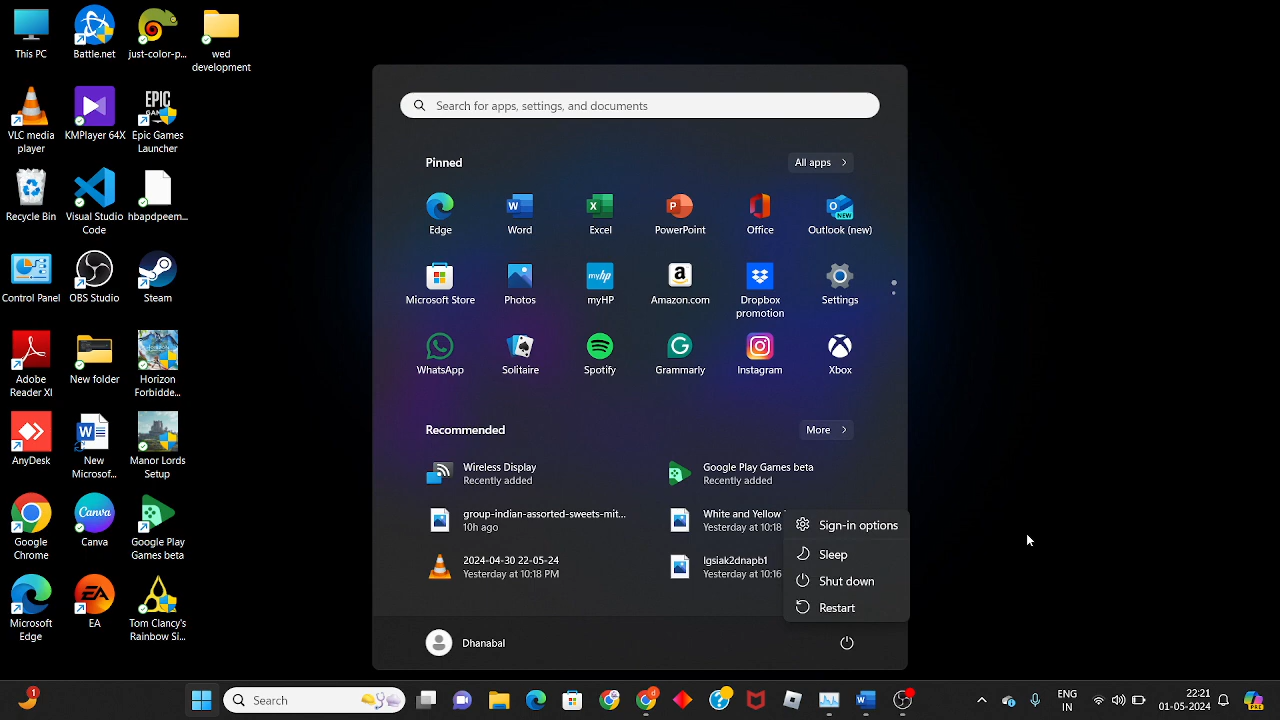 This PC
Battle.net
just-color-p...
wed
development
VLC media
player
KMPlayer 64X
EPIC
Epic Games
Launcher
Recycle Bin
Visual Studio
Code
hbapdpeem...
Control Panel
OBS Studio
Steam
Adobe
Reader XI
New folder
Horizon
Forbidde...
AnyDesk
New
Microsof...
Manor Lords
Setup
Google
Chrome
Canva
Canva
Google Play
Games beta
Microsoft
Edge
EA
EA
Tom Clancy's
Rainbow Si...
Search for apps, settings, and documents
Pinned
All apps
Edge
Word
Excel
PowerPoint
Office
NEW
Outlook (new)
Microsoft Store
Photos
myHP
myHP
Amazon.com
Dropbox
promotion
Settings
WhatsApp
Solitaire
Spotify
Grammarly
Instagram
Xbox
Recommended
More
Wireless Display
Recently added
Google Play Games beta
Recently added
group-indian-assorted-sweets-mit...
10h ago
White and Yellow
Yesterday at 10:18
2024-04-30 22-05-24
Yesterday at 10:18 PM
lgsiak2dnapb1
Yesterday at 10:16
Sign-in options
Sleep
Shut down
Restart
Dhanabal
1
Search
ENG
IN
22:21
01-05-2024